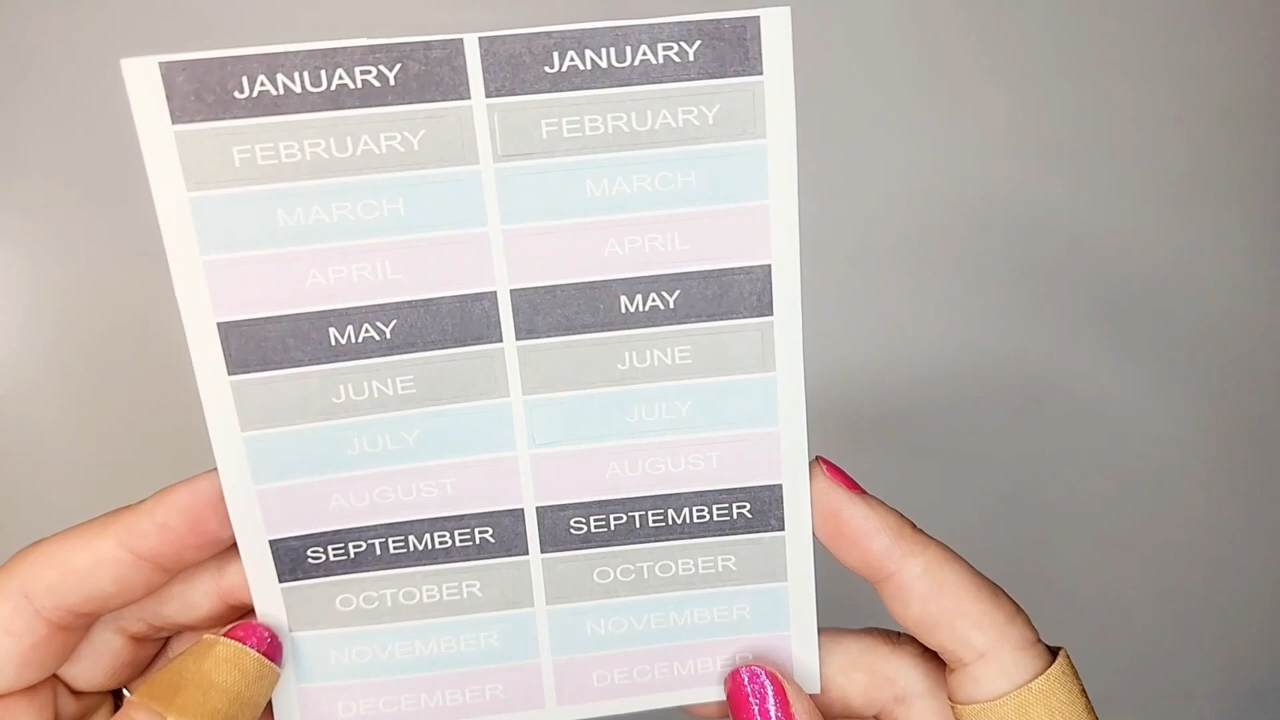 JANUARY JANUARY
FEBRUARY FEBRUARY
MARCH MARCH
APRIL APRIL
MAY MAY
JUNE JUNE
JULY JULY
AUGUST AUGUST
SEPTEMBER SEPTEMBER
OCTOBER OCTOBER
NOVEMBER NOVEMBER
DECEMBER DECEMBER